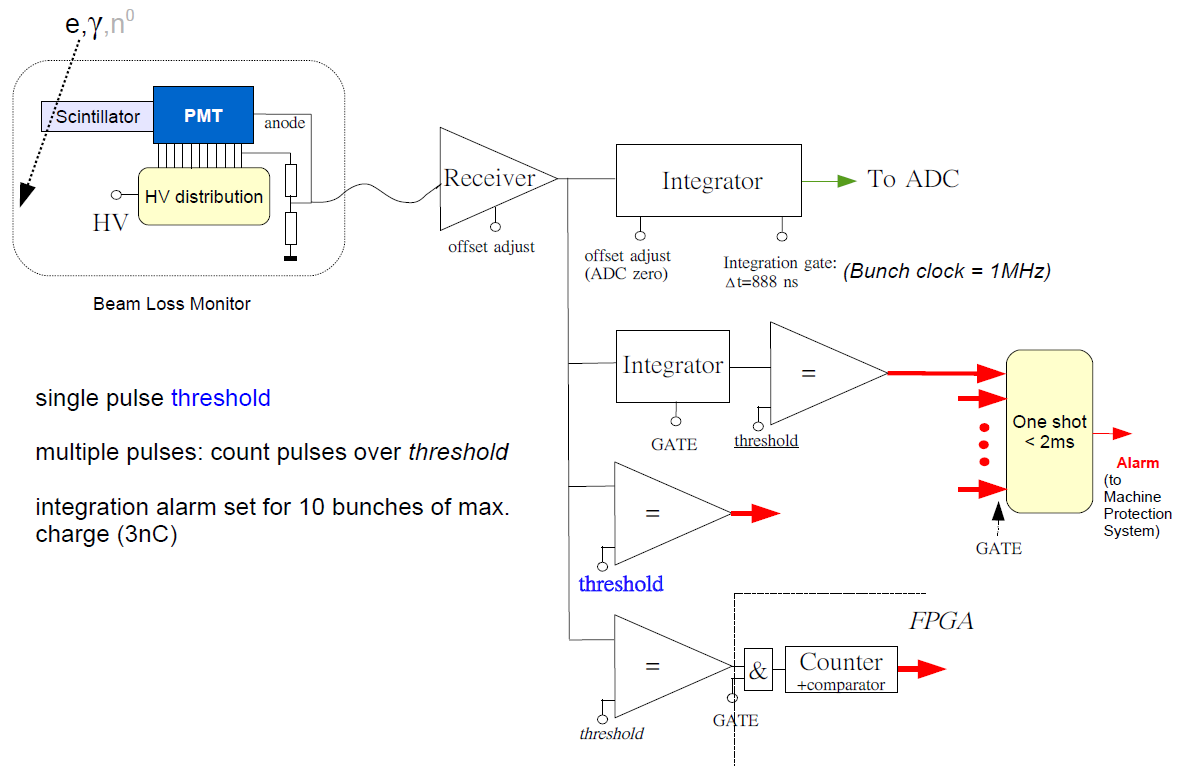 e,γ,n⁰
Scintillator
PMT
anode
HV distribution
HV
Beam Loss Monitor
Receiver
offset adjust
Integrator
To ADC
offset adjust
(ADC zero)
Integration gate:
Δt=888 ns
(Bunch clock = 1MHz)
single pulse threshold
multiple pulses: count pulses over threshold
integration alarm set for 10 bunches of max.
charge (3nC)
Integrator
GATE
=
threshold
One shot
< 2ms
GATE
Alarm
(to
Machine
Protection
System)
=
threshold
=
threshold
FPGA
&
GATE
Counter
+comparator